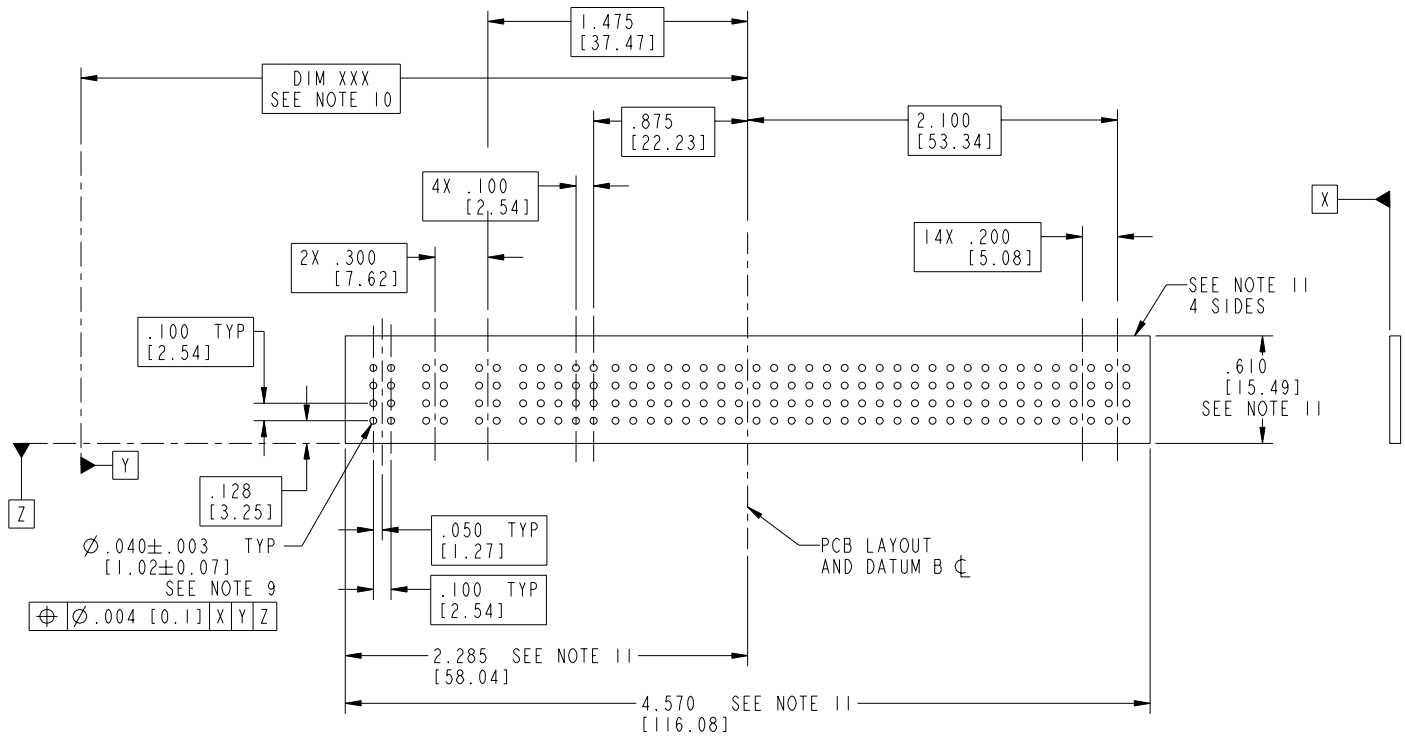 1.475
[37.47]
DIM XXX
SEE NOTE 10
.875
[22.23]
2.100
[53.34]
4X .100
[2.54]
X
2X .300
[7.62]
14X .200
[5.08]
SEE NOTE 11
4 SIDES
.100 TYP
[2.54]
.610
[15.49]
SEE NOTE 11
Y
Z
.128
[3.25]
.050 TYP
[1.27]
Ø.040±.003 TYP
[1.02±0.07]
SEE NOTE 9
PCB LAYOUT
AND DATUM B ℄
.100 TYP
[2.54]
⌖ Ø.004 [0.1] X Y Z
2.285 SEE NOTE 11
[58.04]
4.570 SEE NOTE 11
[116.08]